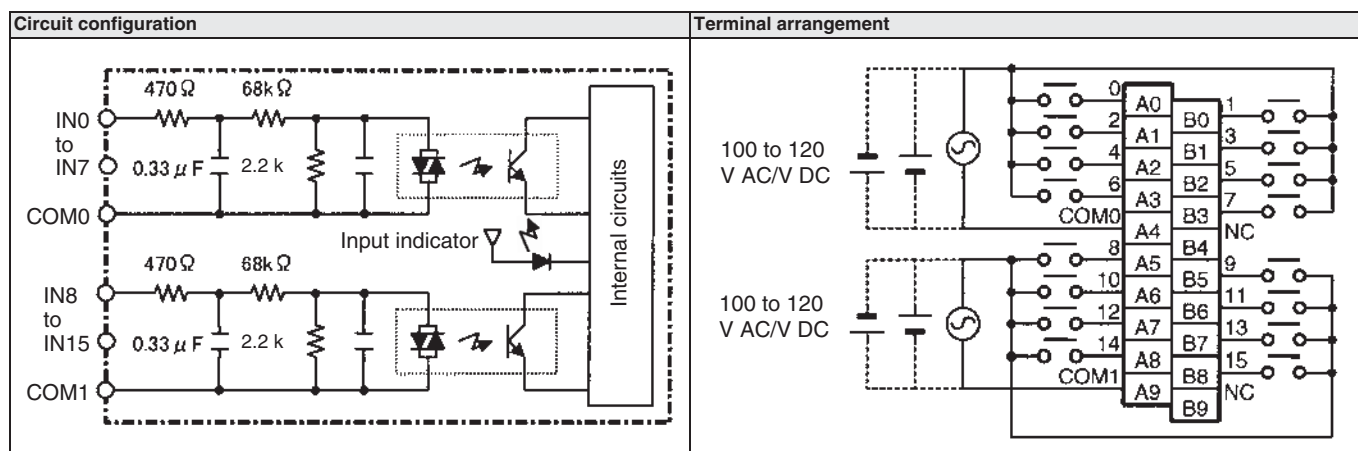 Circuit configuration
Terminal arrangement
470 Ω 68k Ω
IN0
to
IN7
0.33 μ F 2.2 k
COM0
Input indicator
Internal circuits
470 Ω 68k Ω
IN8
to
IN15
0.33 μ F 2.2 k
COM1
100 to 120
V AC/V DC
0 A0 B0 1
2 A1 B1 3
4 A2 B2 5
6 A3 B3 7
COM0 A4 B4 NC
100 to 120
V AC/V DC
8 A5 B5 9
10 A6 B6 11
12 A7 B7 13
14 A8 B8 15
COM1 A9 B9 NC